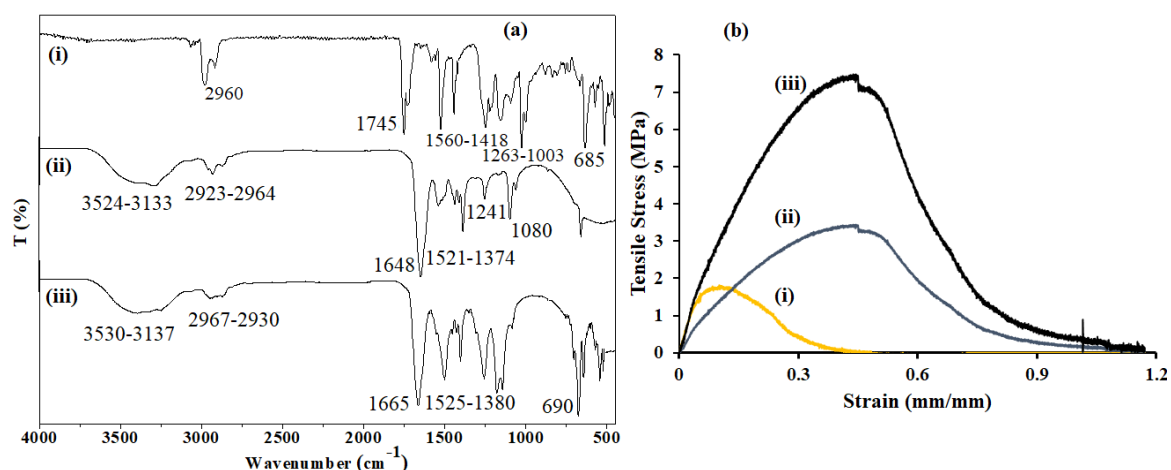 (a)
(i)
2960
1745
1560-1418
1263-1003
685
(ii)
3524-3133
2923-2964
1648
1521-1374
1241
1080
(iii)
3530-3137
2967-2930
1665
1525-1380
690
T (%)
4000 3500 3000 2500 2000 1500 1000 500
Wavenumber (cm⁻¹)
(b)
8
7
6
5
4
3
2
1
0
(iii)
(ii)
(i)
Tensile Stress (MPa)
0 0.3 0.6 0.9 1.2
Strain (mm/mm)